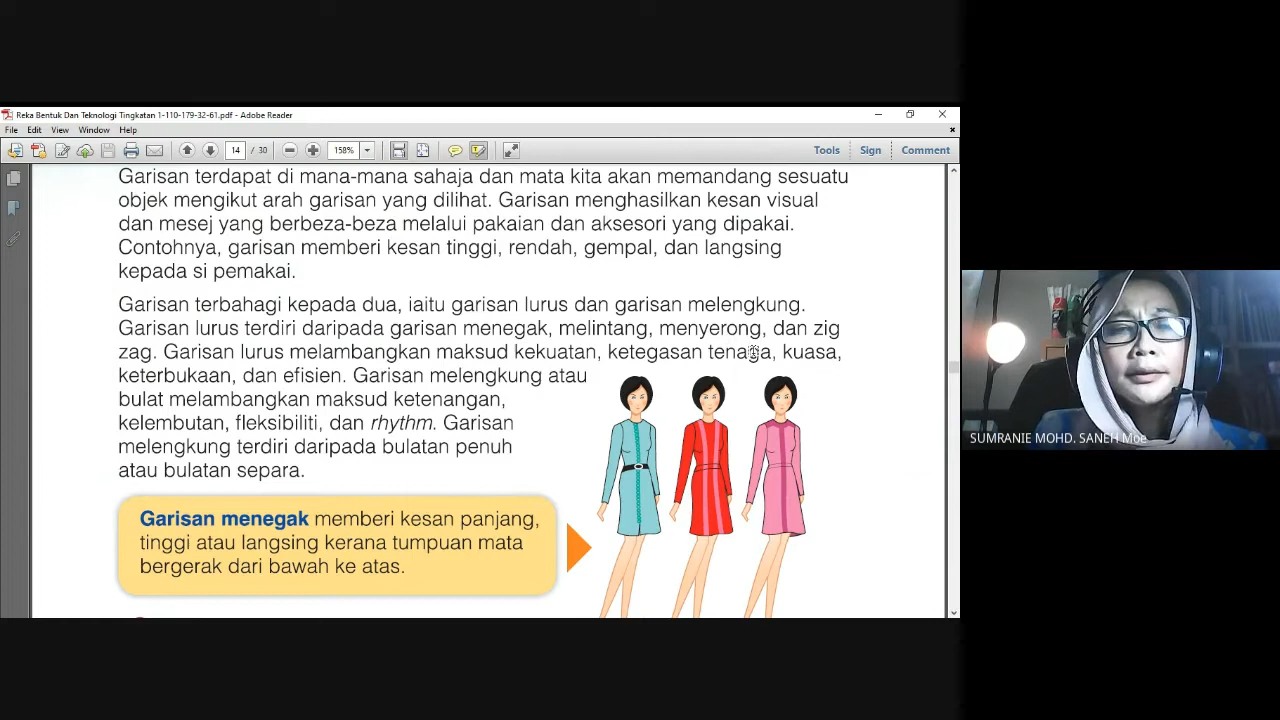 Reka Bentuk Dan Teknologi Tingkatan 1-110-179-32-61.pdf - Adobe Reader
File Edit View Window Help
14 / 30 158% Tools Sign Comment
Garisan terdapat di mana-mana sahaja dan mata kita akan memandang sesuatu
objek mengikut arah garisan yang dilihat. Garisan menghasilkan kesan visual
dan mesej yang berbeza-beza melalui pakaian dan aksesori yang dipakai.
Contohnya, garisan memberi kesan tinggi, rendah, gempal, dan langsing
kepada si pemakai.
Garisan terbahagi kepada dua, iaitu garisan lurus dan garisan melengkung.
Garisan lurus terdiri daripada garisan menegak, melintang, menyerong, dan zig
zag. Garisan lurus melambangkan maksud kekuatan, ketegasan tenaga, kuasa,
keterbukaan, dan efisien. Garisan melengkung atau
bulat melambangkan maksud ketenangan,
kelembutan, fleksibiliti, dan rhythm. Garisan
melengkung terdiri daripada bulatan penuh
atau bulatan separa.
Garisan menegak memberi kesan panjang,
tinggi atau langsing kerana tumpuan mata
bergerak dari bawah ke atas.
SUMRANIE MOHD. SANEH Moe